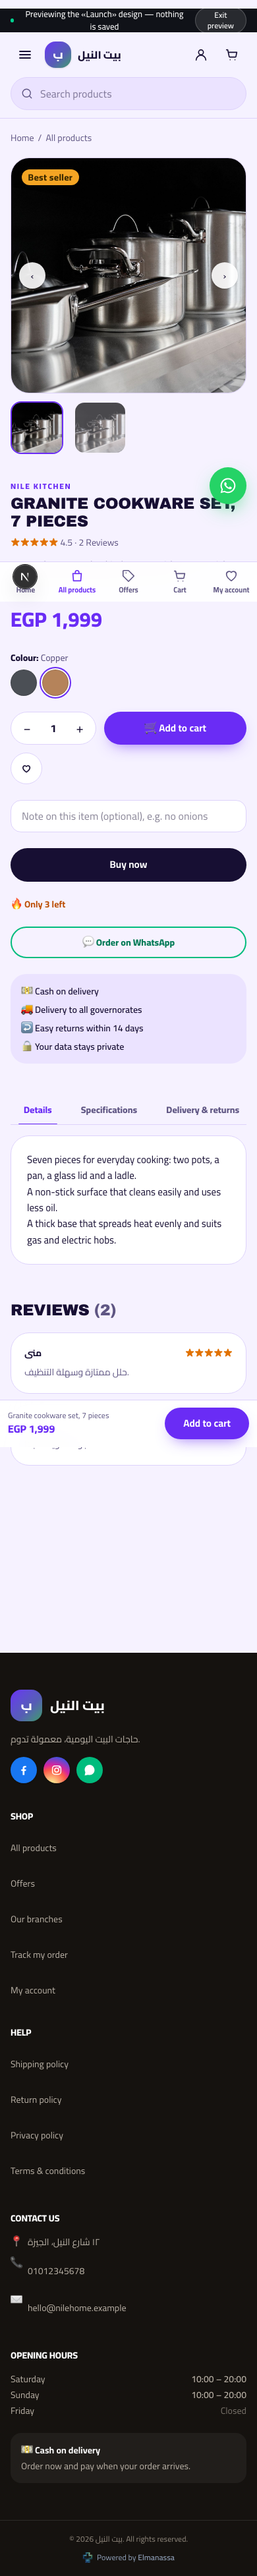 Previewing the «Launch» design — nothing
is saved
Exit
preview
ب
بيت النيل
Search products
Home / All products
Best seller
NILE KITCHEN
GRANITE COOKWARE SET,
7 PIECES
4.5 · 2 Reviews
N
Home
All products
Offers
Cart
My account
EGP 1,999
Colour: Copper
− 1 +
Add to cart
Note on this item (optional), e.g. no onions
Buy now
Only 3 left
Order on WhatsApp
Cash on delivery
Delivery to all governorates
Easy returns within 14 days
Your data stays private
Details
Specifications
Delivery & returns
Seven pieces for everyday cooking: two pots, a
pan, a glass lid and a ladle.
A non-stick surface that cleans easily and uses
less oil.
A thick base that spreads heat evenly and suits
gas and electric hobs.
REVIEWS (2)
منى
حلل ممتازة وسهلة التنظيف.
Granite cookware set, 7 pieces
EGP 1,999
Add to cart
ب
بيت النيل
حاجات البيت اليومية، معمولة تدوم.
SHOP
All products
Offers
Our branches
Track my order
My account
HELP
Shipping policy
Return policy
Privacy policy
Terms & conditions
CONTACT US
١٢ شارع النيل، الجيزة
01012345678
hello@nilehome.example
OPENING HOURS
Saturday 10:00 – 20:00
Sunday 10:00 – 20:00
Friday Closed
Cash on delivery
Order now and pay when your order arrives.
© 2026 بيت النيل. All rights reserved.
Powered by Elmanassa